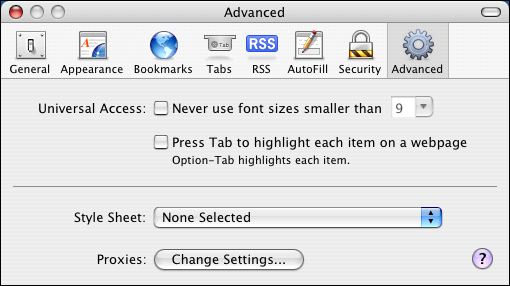 Advanced
General Appearance Bookmarks Tabs RSS AutoFill Security Advanced
Tab
RSS
Universal Access: Never use font sizes smaller than 9
Press Tab to highlight each item on a webpage
Option-Tab highlights each item.
Style Sheet: None Selected
Proxies: Change Settings... ?